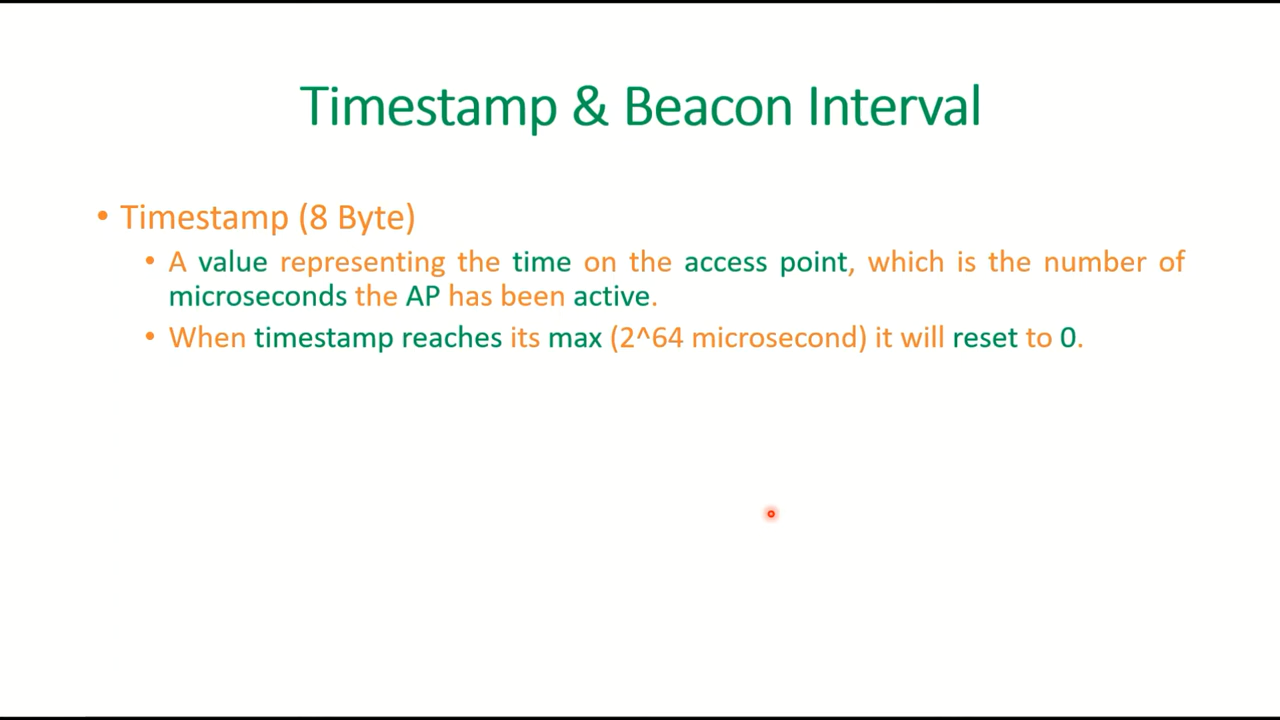 Timestamp & Beacon Interval
• Timestamp (8 Byte)
• A value representing the time on the access point, which is the number of
microseconds the AP has been active.
• When timestamp reaches its max (2^64 microsecond) it will reset to 0.